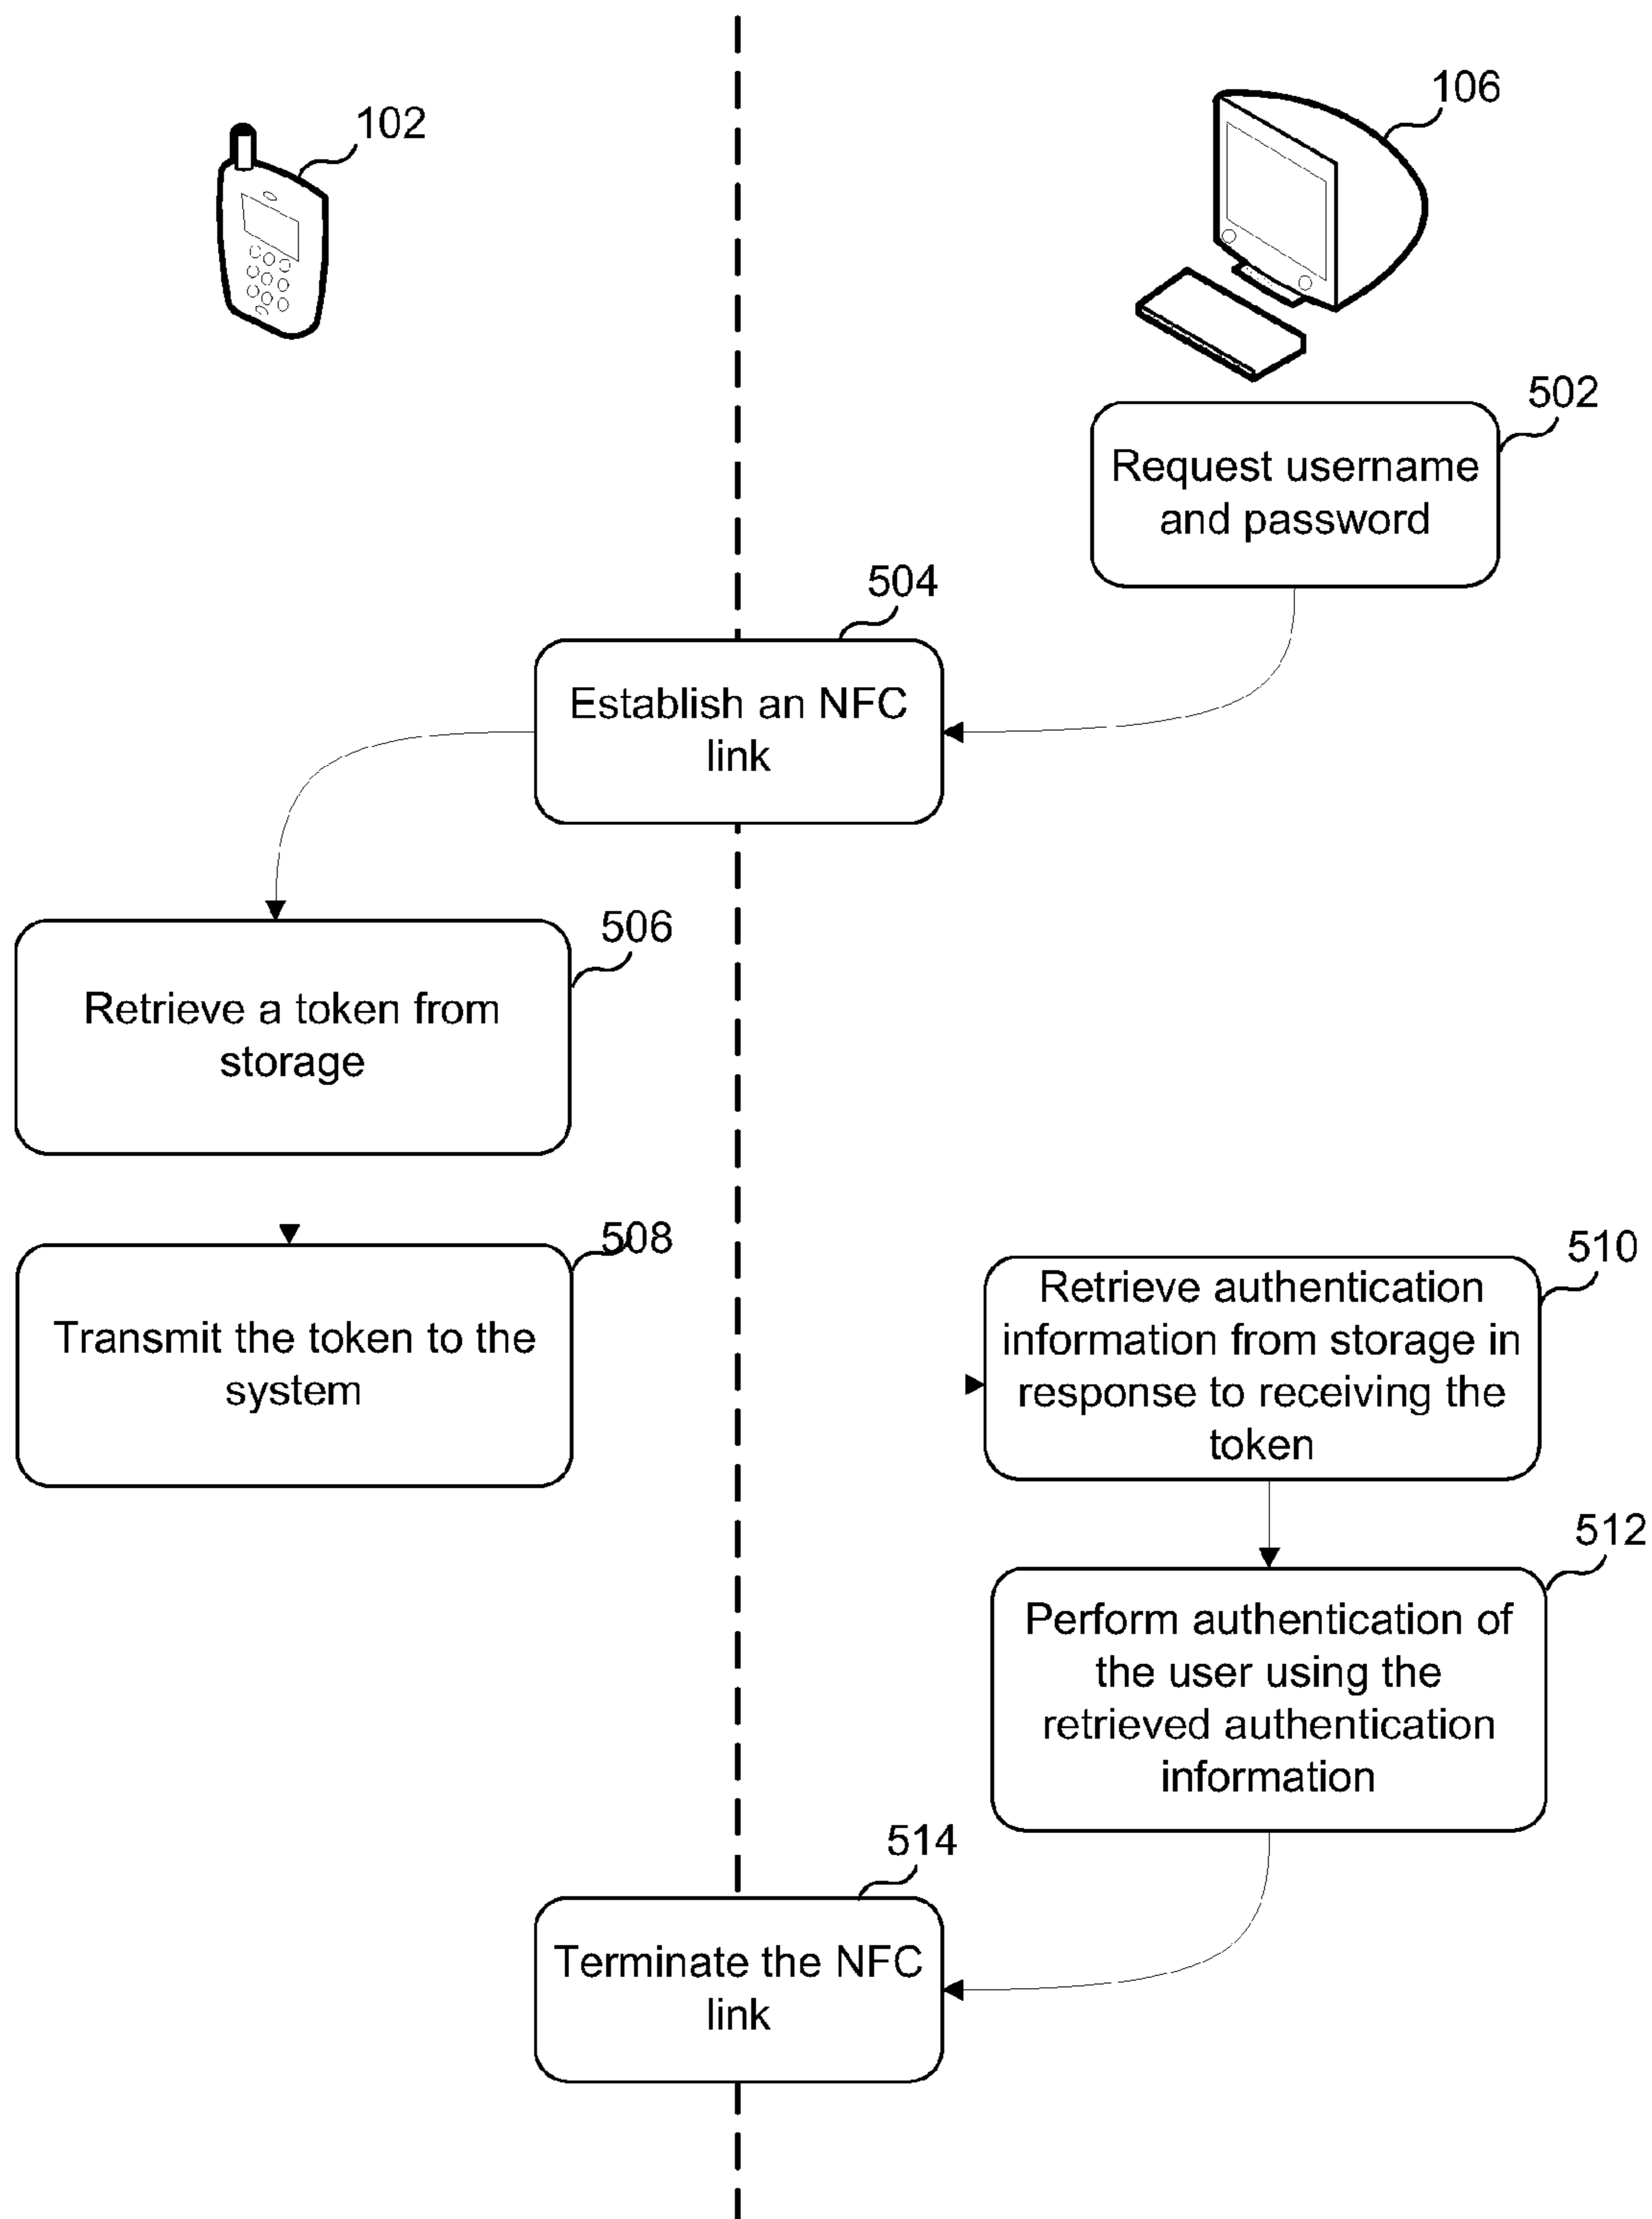 102
106
502
Request username
and password
504
Establish an NFC
link
506
Retrieve a token from
storage
508
Transmit the token to the
system
510
Retrieve authentication
information from storage in
response to receiving the
token
512
Perform authentication of
the user using the
retrieved authentication
information
514
Terminate the NFC
link